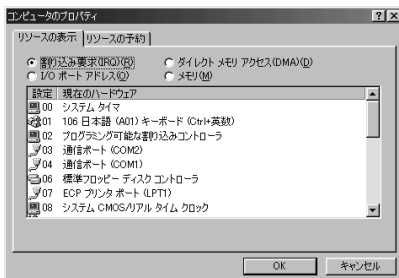 コンピュータのプロパティ
リソースの表示 リソースの予約
割り込み要求(IRQ)(R) ダイレクト メモリ アクセス(DMA)(D)
I/O ポート アドレス(O) メモリ(M)
設定 現在のハードウェア
00 システム タイマ
01 106 日本語 (A01) キーボード (Ctrl+英数)
02 プログラミング可能な割り込みコントローラ
03 通信ポート (COM2)
04 通信ポート (COM1)
06 標準フロッピー ディスク コントローラ
07 ECP プリンタ ポート (LPT1)
08 システム CMOS/リアル タイム クロック
OK キャンセル